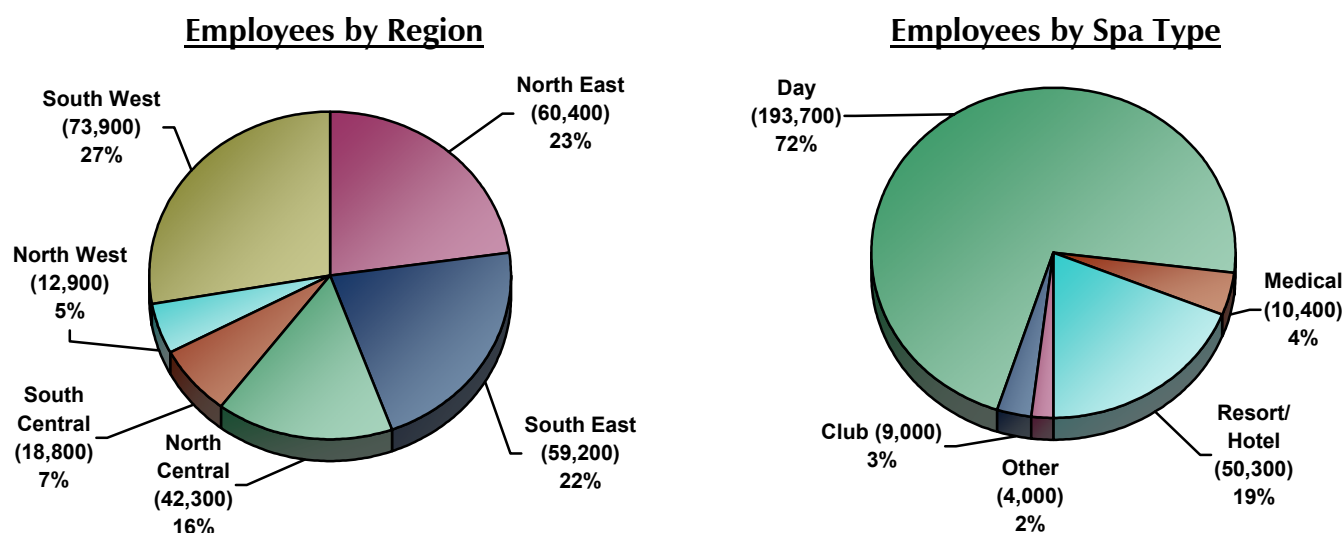 Employees by Region
South West
(73,900)
27%
North East
(60,400)
23%
North West
(12,900)
5%
South
Central
(18,800)
7%
North
Central
(42,300)
16%
South East
(59,200)
22%
Employees by Spa Type
Day
(193,700)
72%
Medical
(10,400)
4%
Club (9,000)
3%
Other
(4,000)
2%
Resort/
Hotel
(50,300)
19%